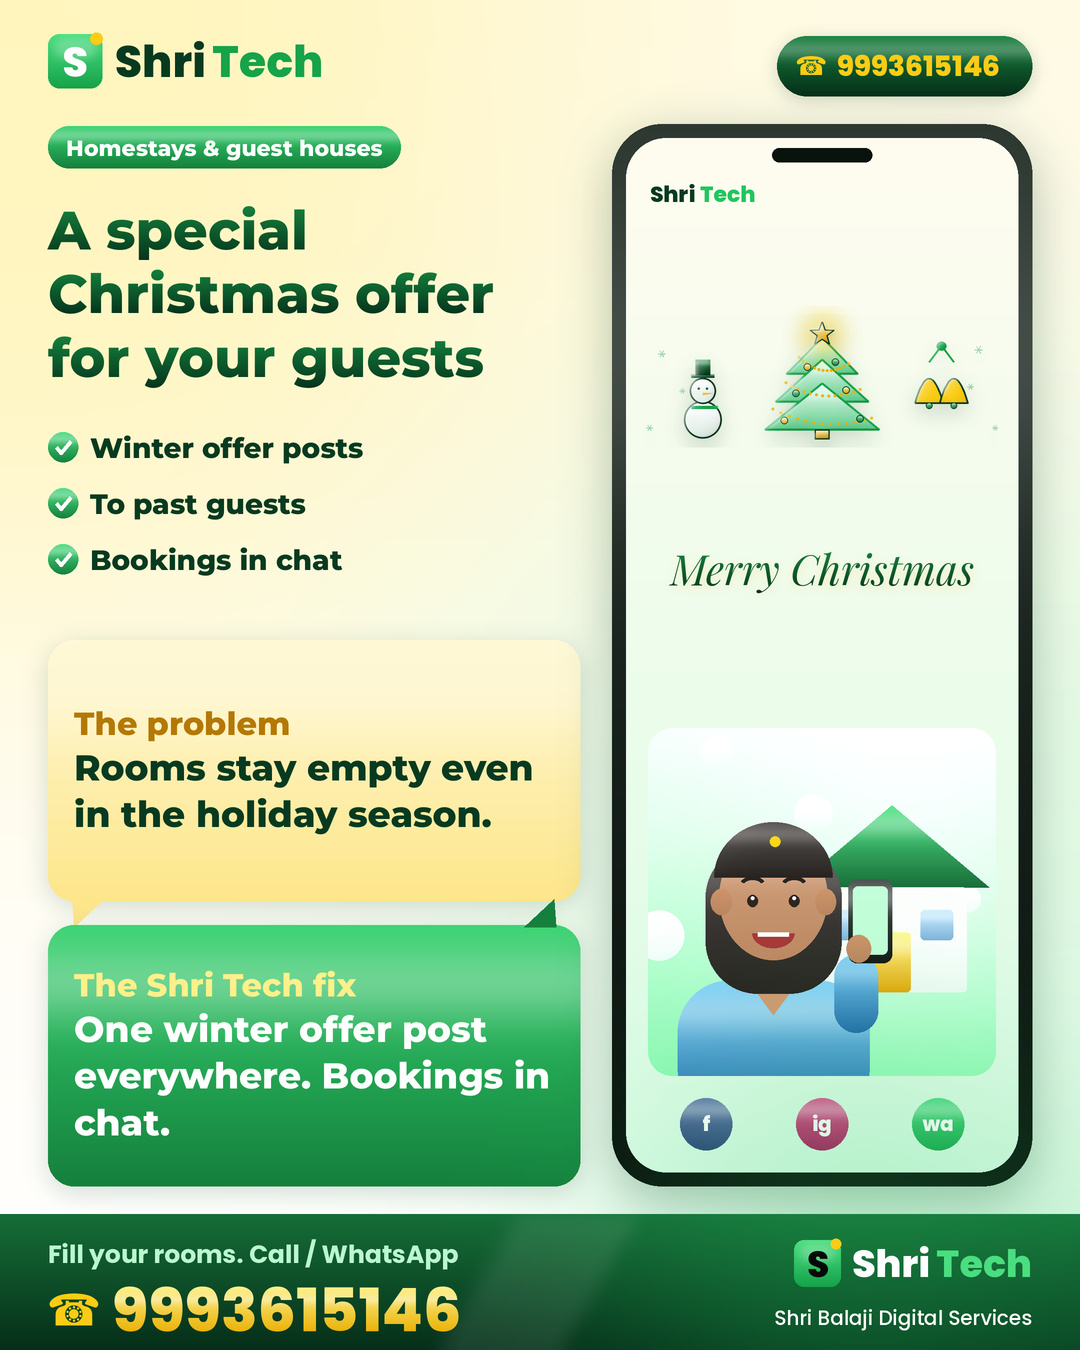 S Shri Tech
☎ 9993615146
Homestays & guest houses
A special
Christmas offer
for your guests
Winter offer posts
To past guests
Bookings in chat
The problem
Rooms stay empty even
in the holiday season.
The Shri Tech fix
One winter offer post
everywhere. Bookings in
chat.
Shri Tech
Merry Christmas
f ig wa
Fill your rooms. Call / WhatsApp
☎ 9993615146
S Shri Tech
Shri Balaji Digital Services